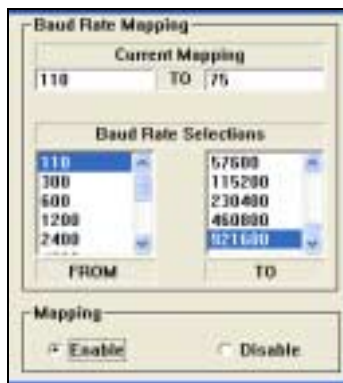 Baud Rate Mapping
Current Mapping
110 TO 75
Baud Rate Selections
110 57600
300 115200
600 230400
1200 460800
2400 921600
FROM TO
Mapping
Enable Disable